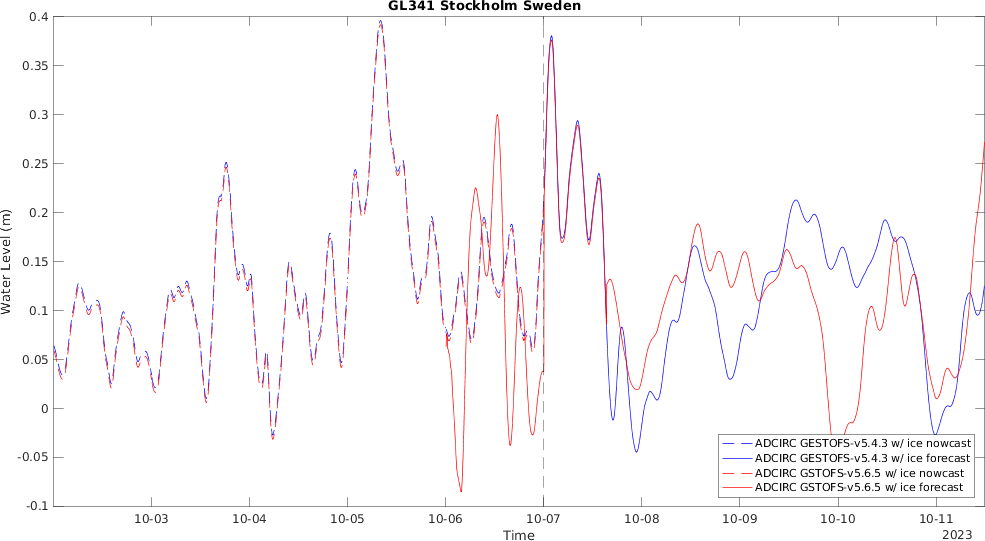 GL341 Stockholm Sweden
0.4
0.35
0.3
0.25
0.2
0.15
0.1
0.05
0
-0.05
-0.1
Water Level (m)
10-03 10-04 10-05 10-06 10-07 10-08 10-09 10-10 10-11
Time
2023
ADCIRC GESTOFS-v5.4.3 w/ ice nowcast
ADCIRC GESTOFS-v5.4.3 w/ ice forecast
ADCIRC GSTOFS-v5.6.5 w/ ice nowcast
ADCIRC GSTOFS-v5.6.5 w/ ice forecast